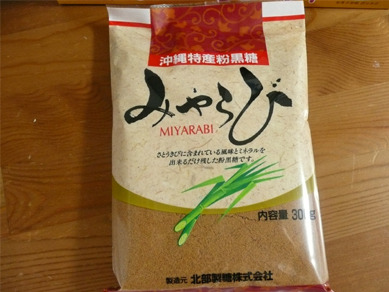 沖縄特産粉黒糖
みやらび
MIYARABI
さとうきびに含まれている風味とミネラルを
出来るだけ残した粉黒糖です。
内容量 300g
製造元 北部製糖株式会社